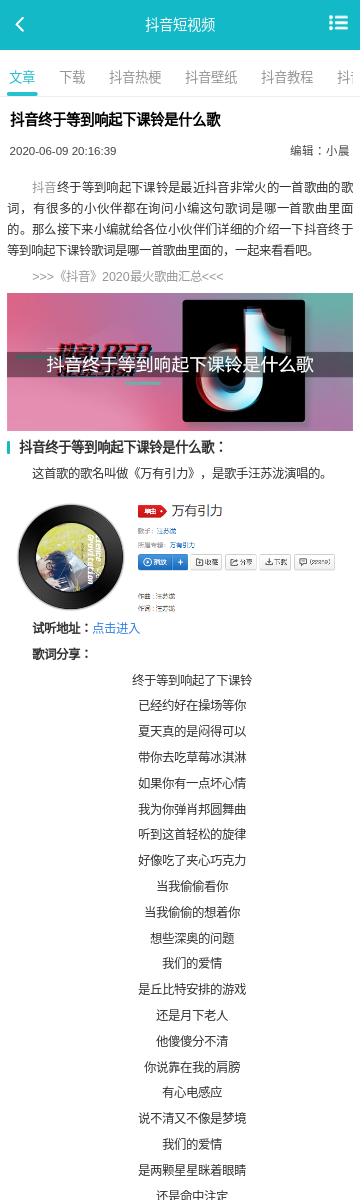 抖音短视频
文章 下载 抖音热梗 抖音壁纸 抖音教程
抖音终于等到响起下课铃是什么歌
2020-06-09 20:16:39 编辑：小晨
抖音终于等到响起下课铃是最近抖音非常火的一首歌曲的歌
词，有很多的小伙伴都在询问小编这句歌词是哪一首歌曲里面
的。那么接下来小编就给各位小伙伴们详细的介绍一下抖音终于
等到响起下课铃歌词是哪一首歌曲里面的，一起来看看吧。
>>>《抖音》2020最火歌曲汇总<<<
抖音终于等到响起下课铃是什么歌
抖音终于等到响起下课铃是什么歌：
这首歌的歌名叫做《万有引力》，是歌手汪苏泷演唱的。
单曲 万有引力
歌手：汪苏泷
所属专辑：万有引力
播放 + 收藏 分享 下载
作曲 : 汪苏泷
作词 : 汪苏泷
试听地址：点击进入
歌词分享：
终于等到响起了下课铃
已经约好在操场等你
夏天真的是闷得可以
带你去吃草莓冰淇淋
如果你有一点坏心情
我为你弹肖邦圆舞曲
听到这首轻松的旋律
好像吃了夹心巧克力
当我偷偷看你
当我偷偷的想着你
想些深奥的问题
我们的爱情
是丘比特安排的游戏
还是月下老人
他傻傻分不清
你说靠在我的肩膀
有心电感应
说不清又不像是梦境
我们的爱情
是两颗星星眯着眼睛
还是命中注定